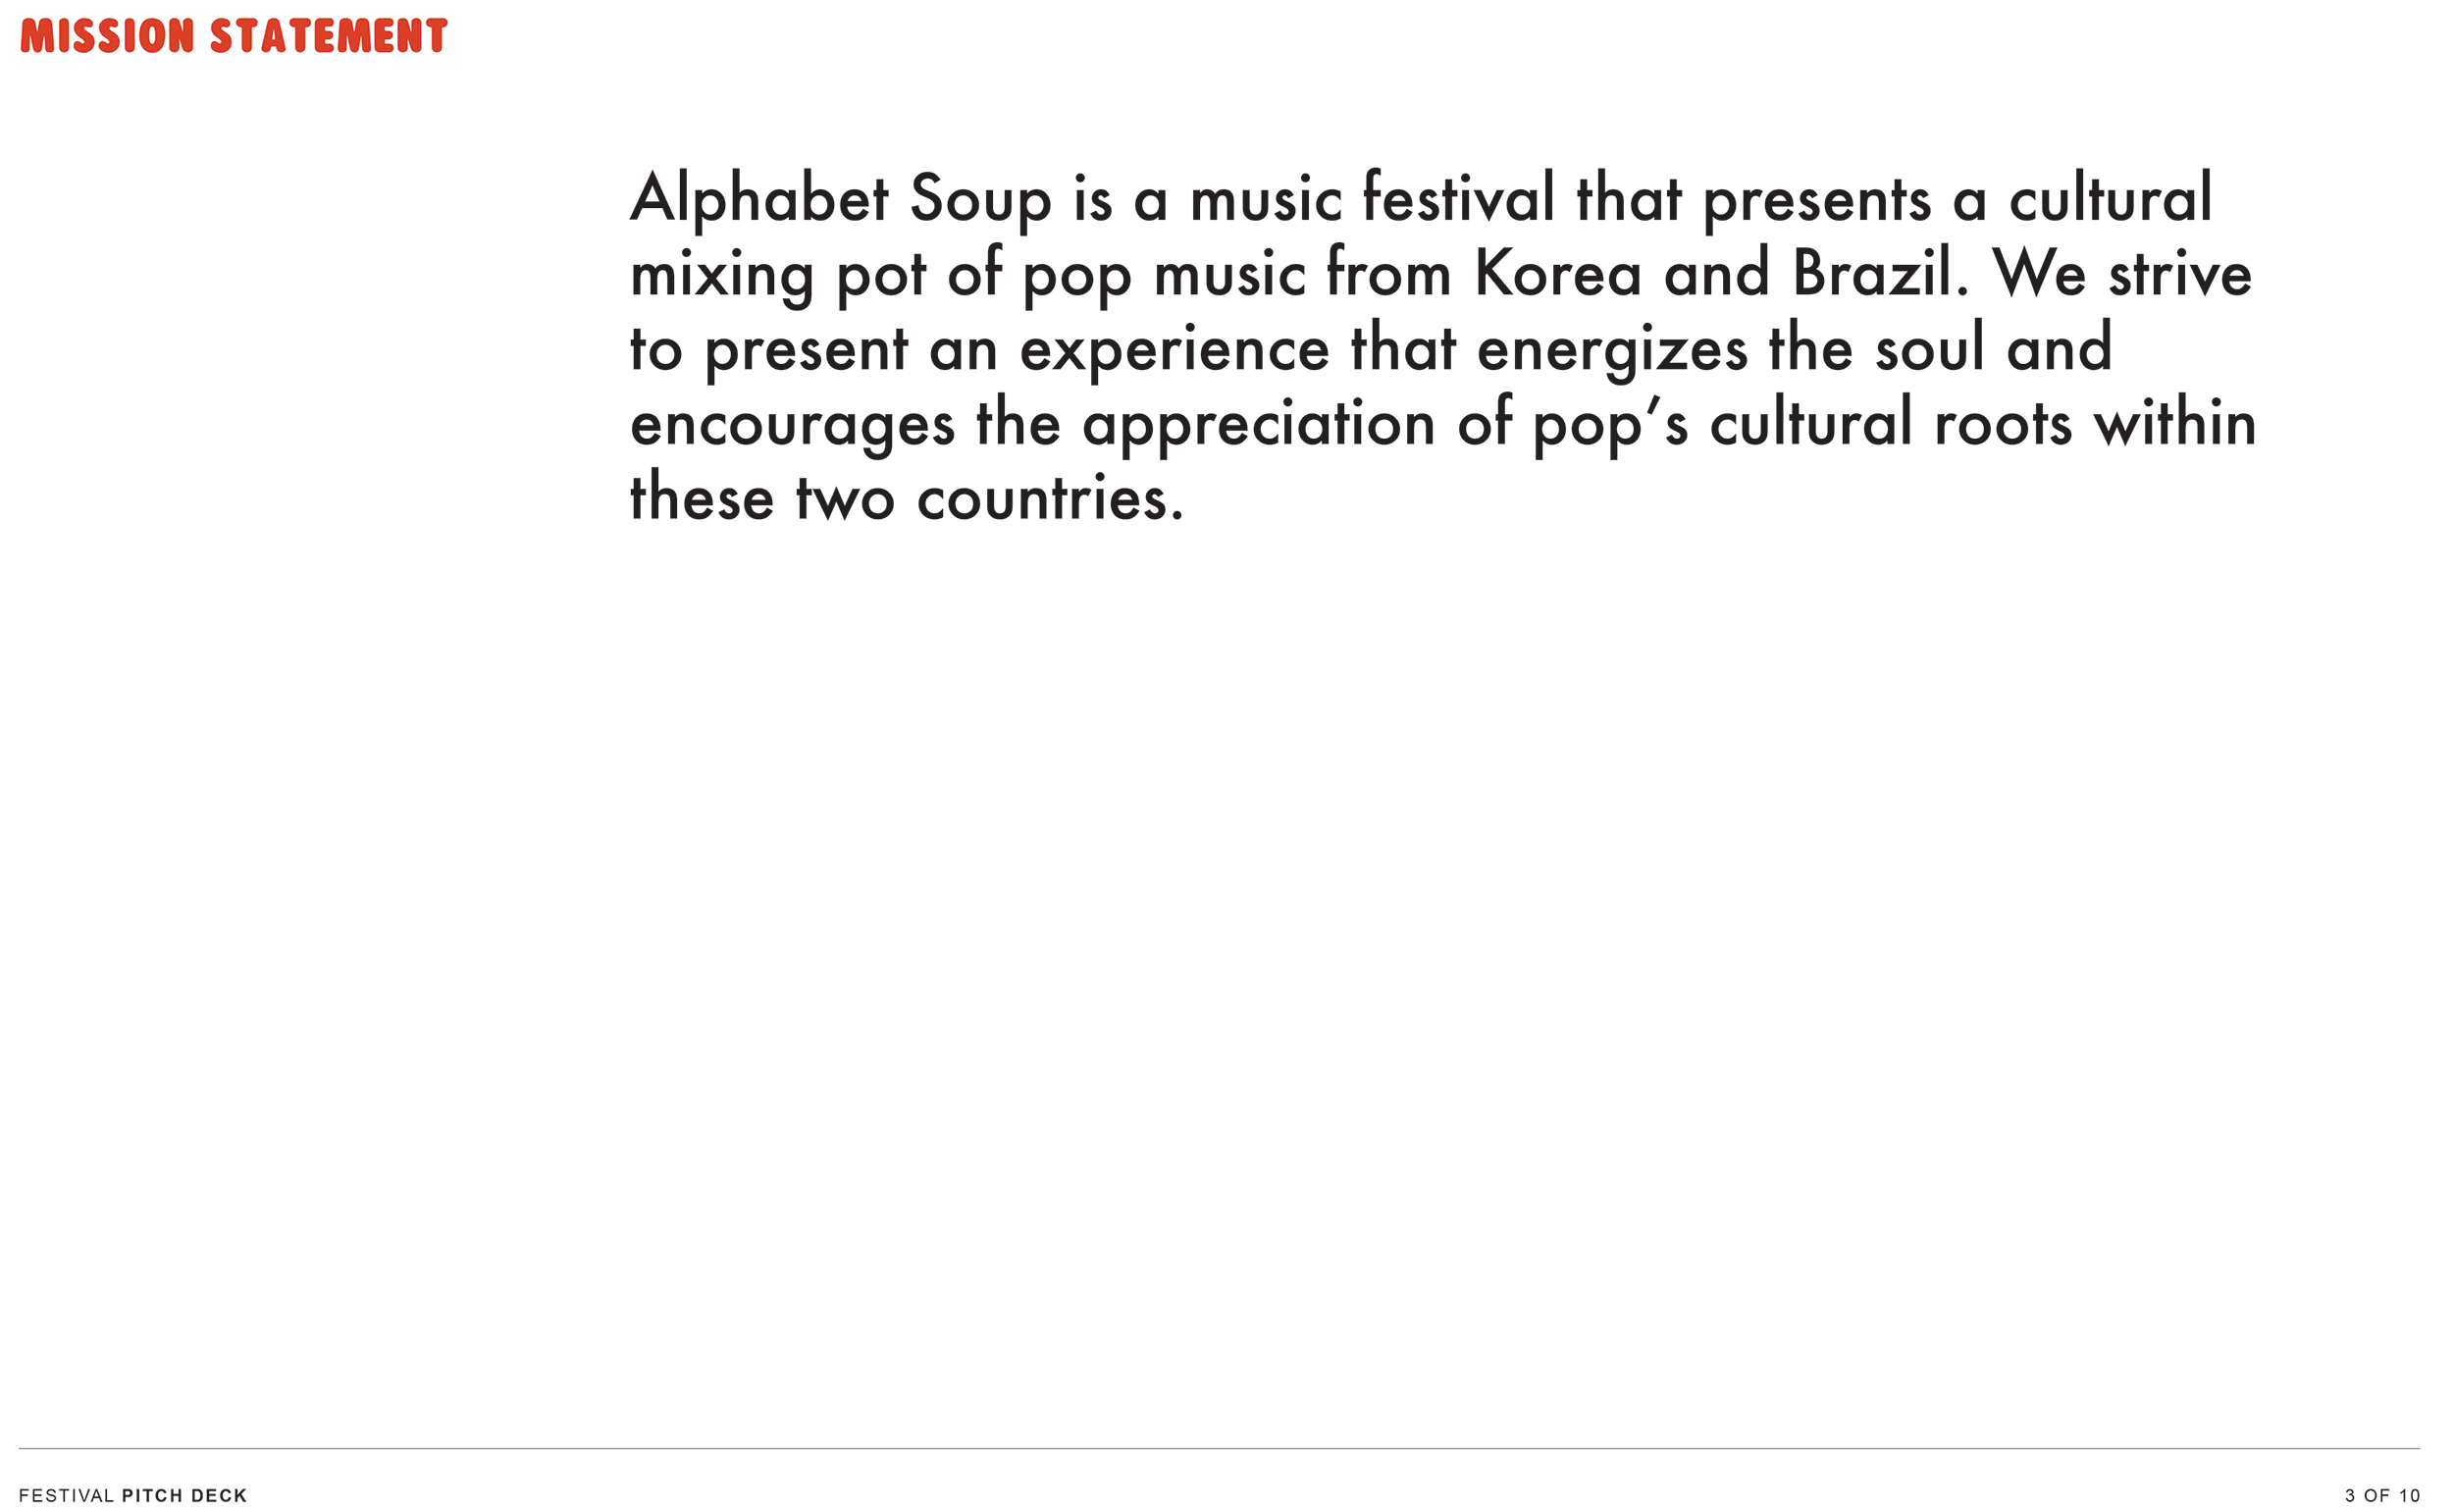 MISSION STATEMENT
Alphabet Soup is a music festival that presents a cultural
mixing pot of pop music from Korea and Brazil. We strive
to present an experience that energizes the soul and
encourages the appreciation of pop’s cultural roots within
these two countries.
FESTIVAL PITCH DECK
3 OF 10